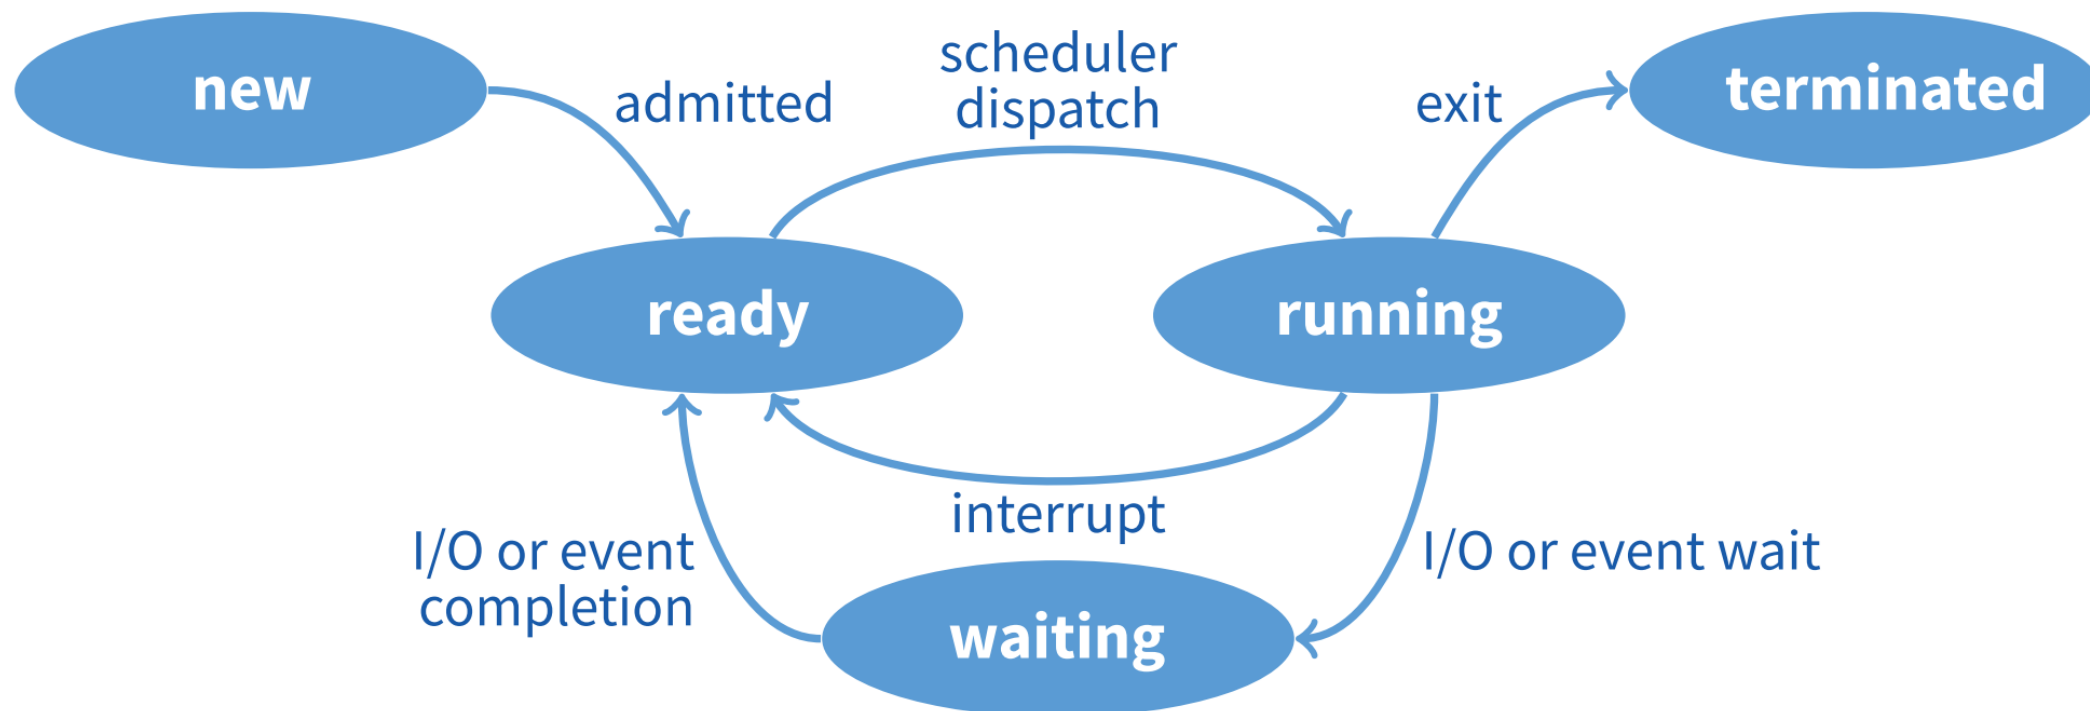 new
admitted
scheduler
dispatch
exit
terminated
ready
running
interrupt
I/O or event
completion
I/O or event wait
waiting